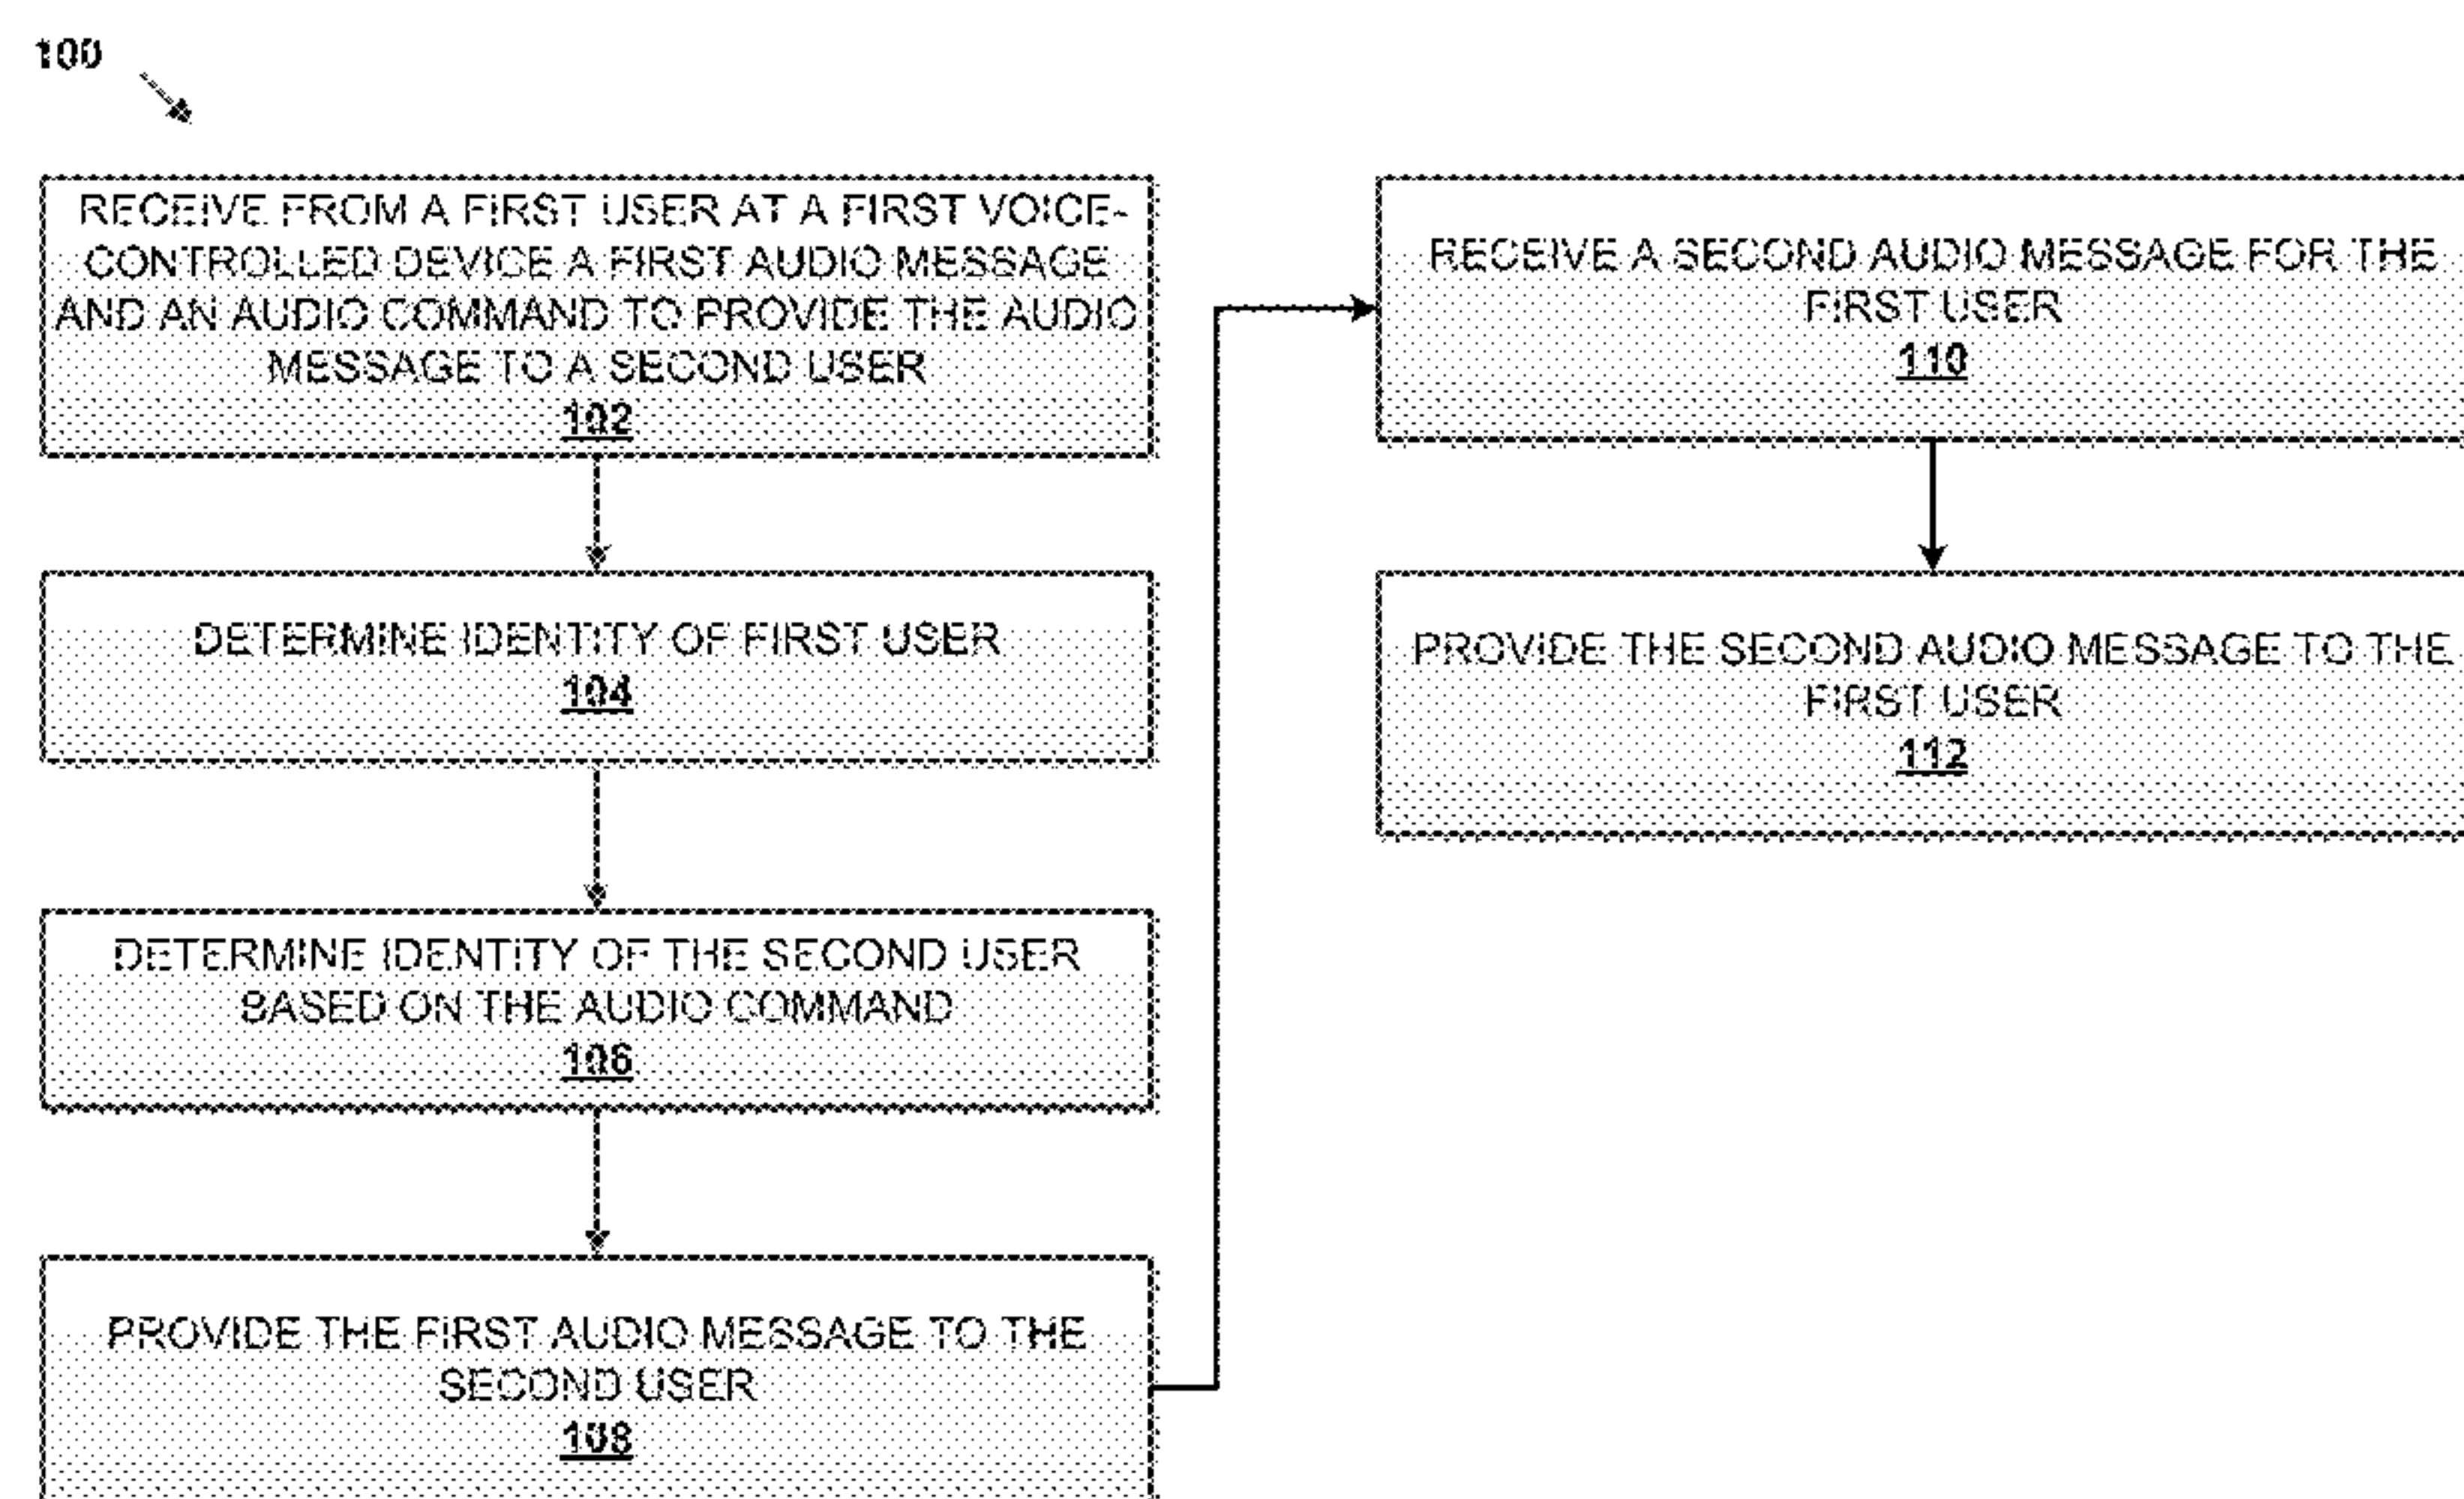 100
RECEIVE FROM A FIRST USER AT A FIRST VOICE-
CONTROLLED DEVICE A FIRST AUDIO MESSAGE
AND AN AUDIO COMMAND TO PROVIDE THE AUDIO
MESSAGE TO A SECOND USER
102
DETERMINE IDENTITY OF FIRST USER
104
DETERMINE IDENTITY OF THE SECOND USER
BASED ON THE AUDIO COMMAND
106
PROVIDE THE FIRST AUDIO MESSAGE TO THE
SECOND USER
108
RECEIVE A SECOND AUDIO MESSAGE FOR THE
FIRST USER
110
PROVIDE THE SECOND AUDIO MESSAGE TO THE
FIRST USER
112